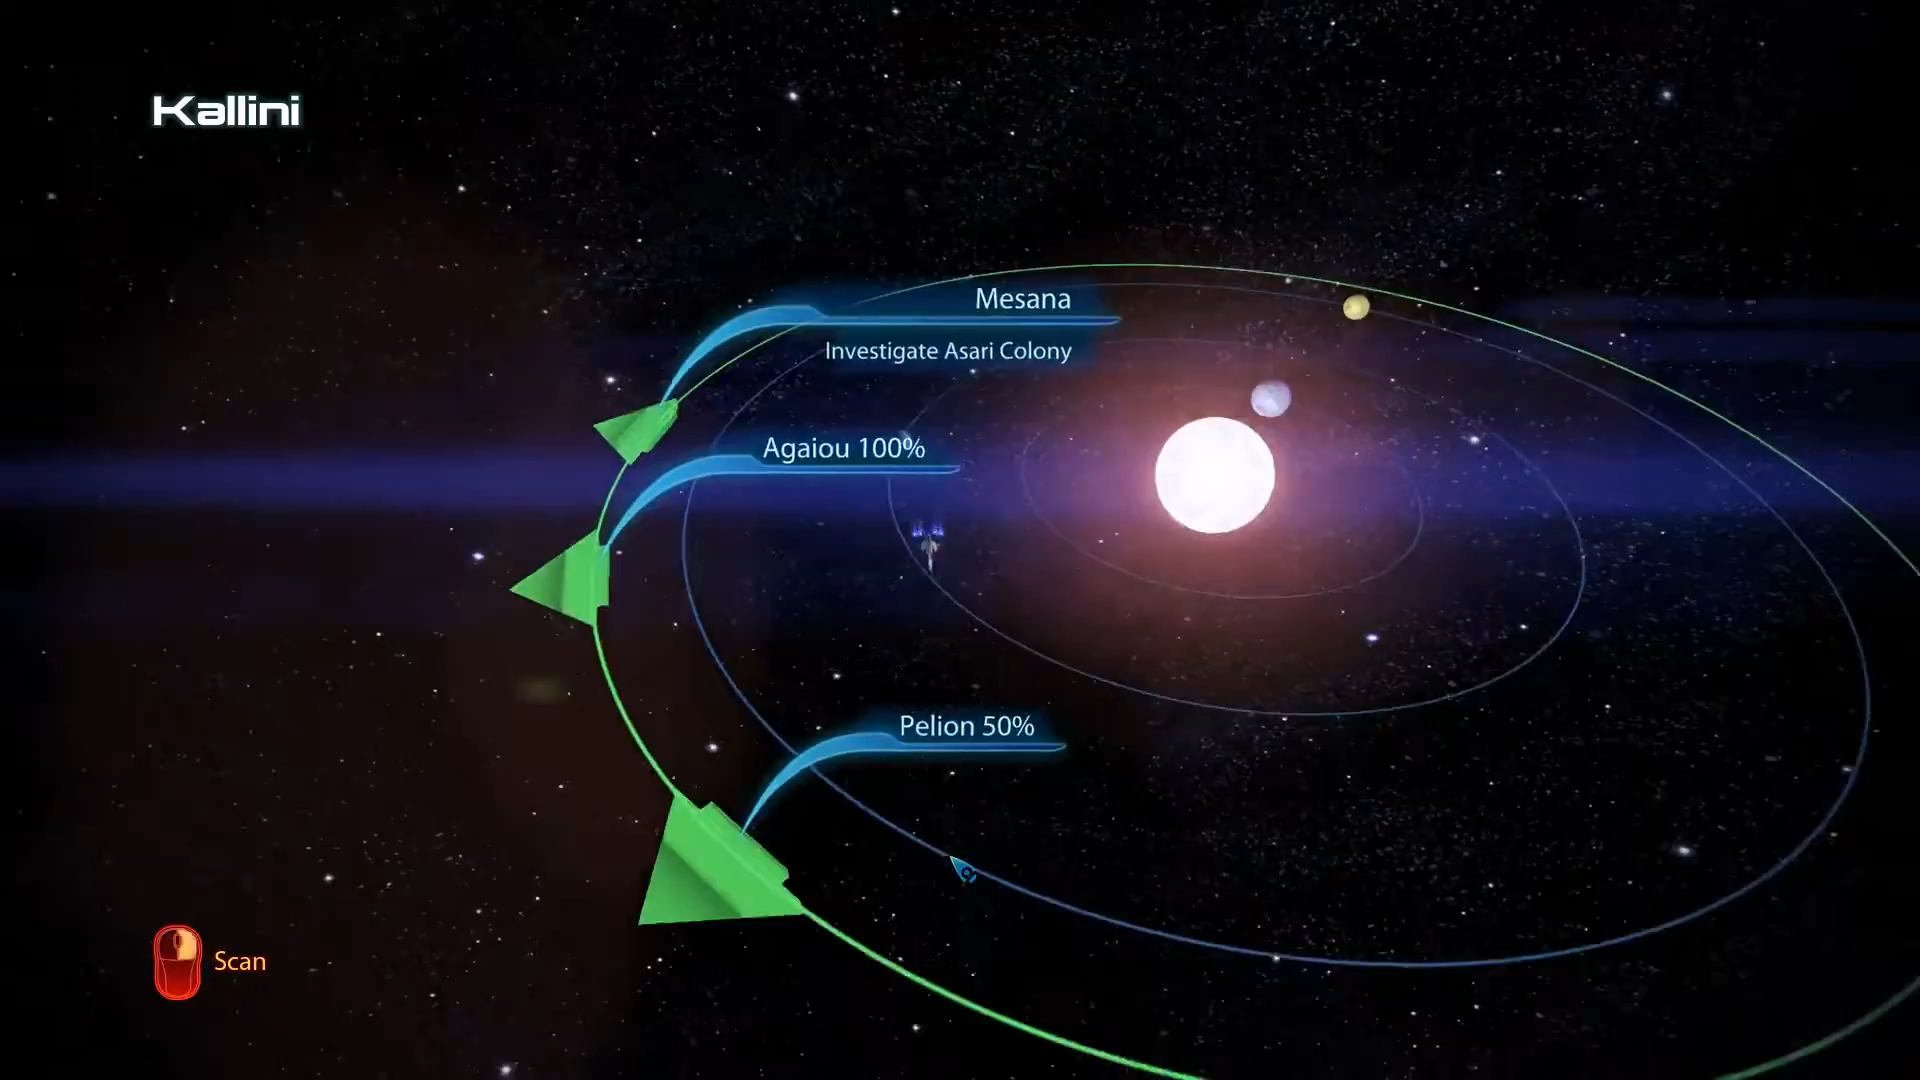 Kallini
Mesana
Investigate Asari Colony
Agaiou 100%
Pelion 50%
Scan